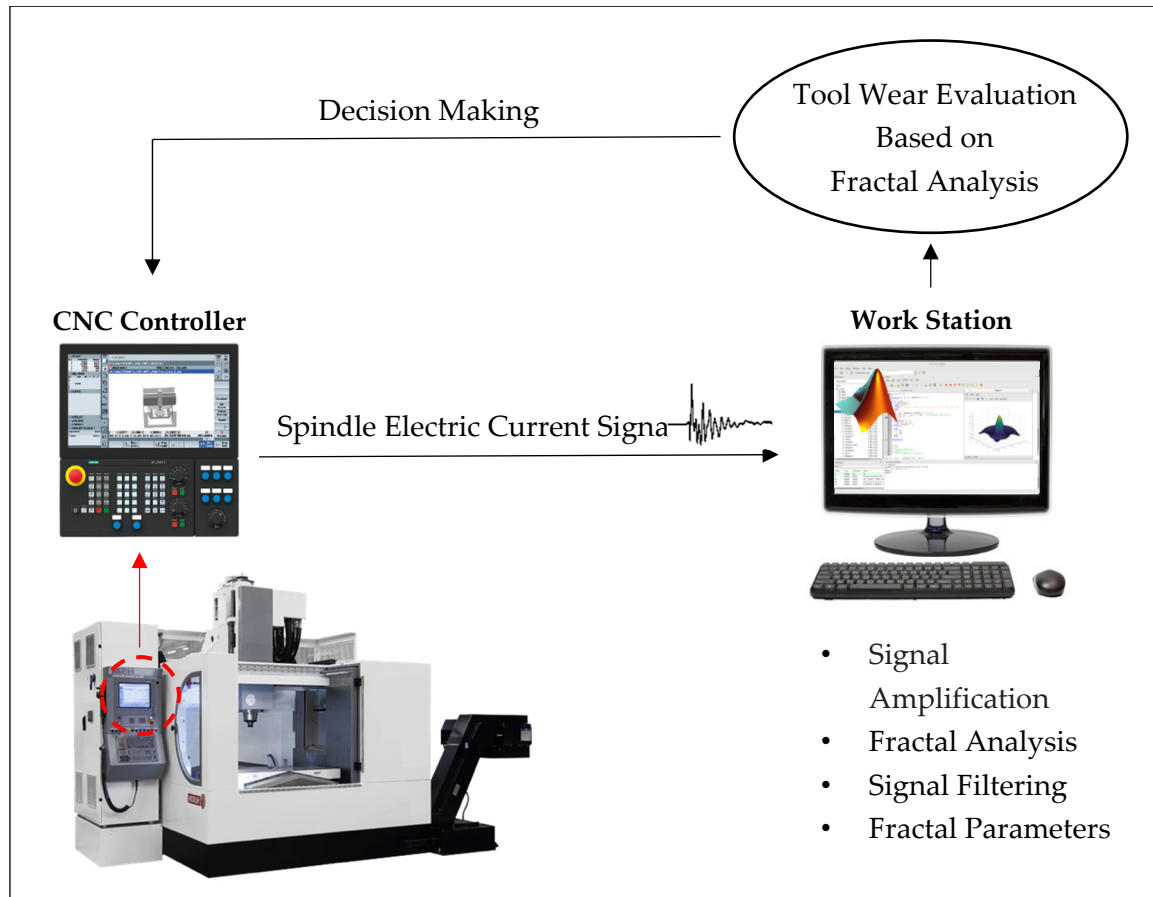 Decision Making
Tool Wear Evaluation
Based on
Fractal Analysis
CNC Controller
Work Station
Spindle Electric Current Signa
• Signal
Amplification
• Fractal Analysis
• Signal Filtering
• Fractal Parameters